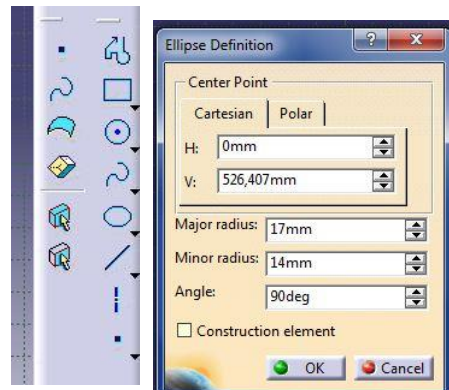 Ellipse Definition
Center Point
Cartesian Polar
H: 0mm
V: 526,407mm
Major radius: 17mm
Minor radius: 14mm
Angle: 90deg
Construction element
OK Cancel